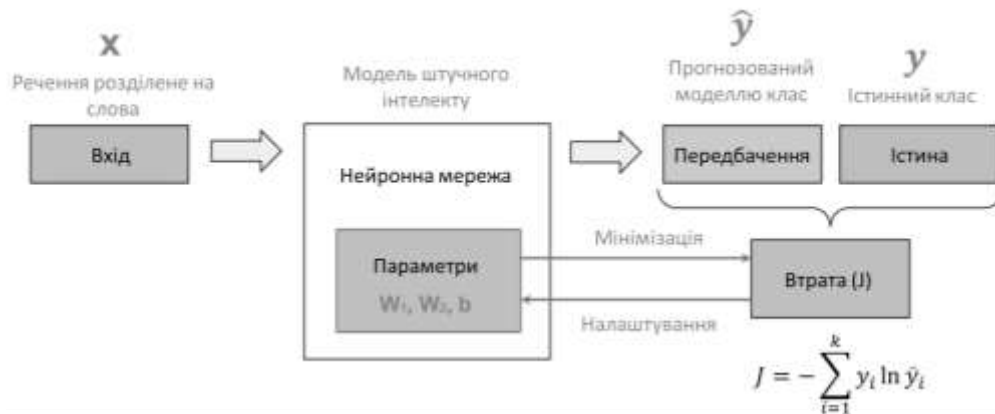 x
Речення розділене на
слова
Вхід
Модель штучного
інтелекту
Нейронна мережа
Параметри
W₁, W₂, b
ŷ
Прогнозований
моделлю клас
Передбачення
y
Істинний клас
Істина
Мінімізація
Налаштування
Втрата (J)
J = − ∑ᵢ₌₁ᵏ yᵢ ln ŷᵢ